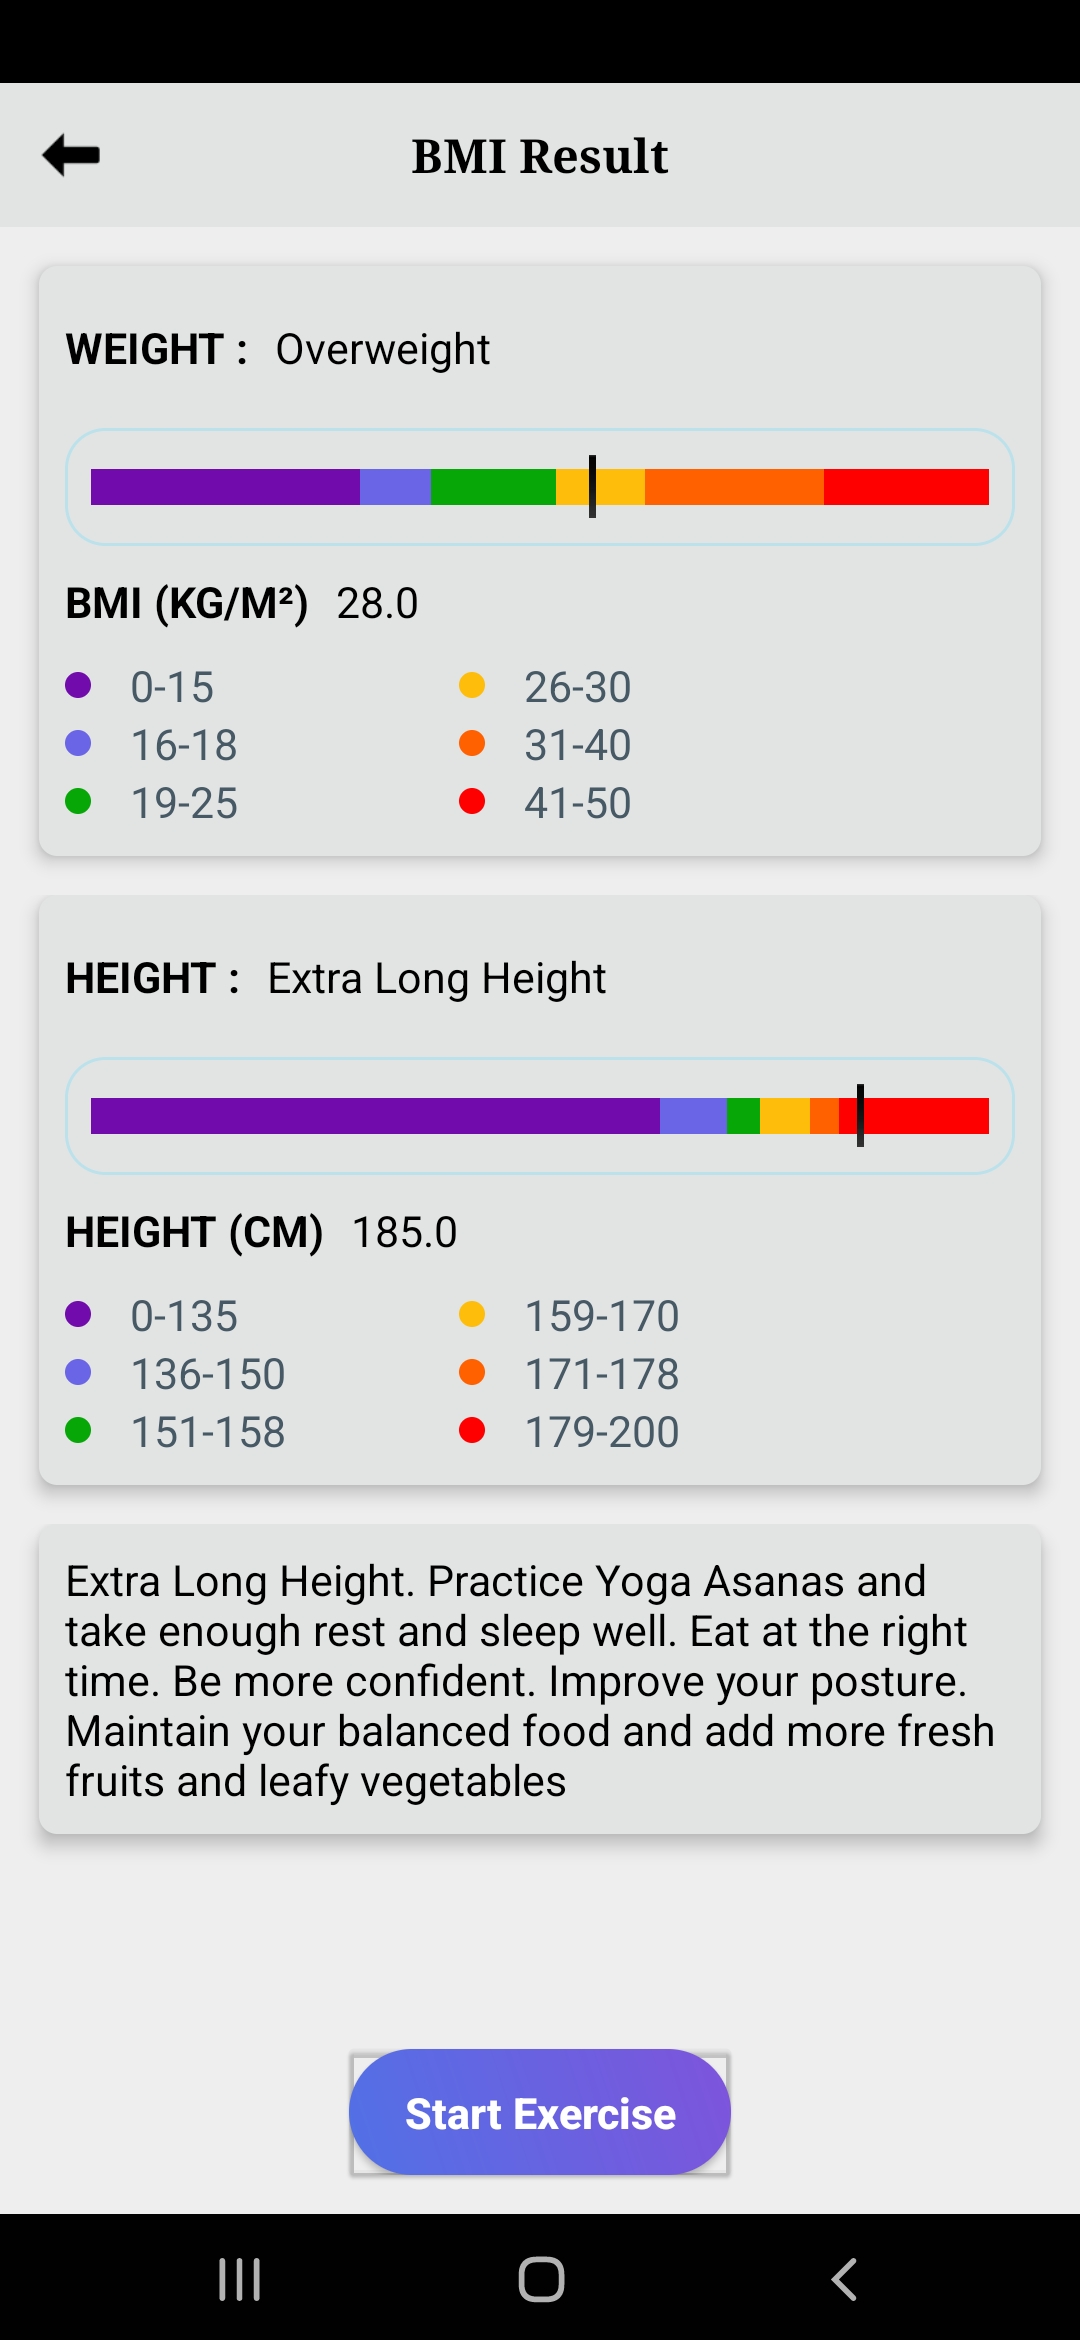 BMI Result
WEIGHT : Overweight
BMI (KG/M²) 28.0
0-15 26-30
16-18 31-40
19-25 41-50
HEIGHT : Extra Long Height
HEIGHT (CM) 185.0
0-135 159-170
136-150 171-178
151-158 179-200
Extra Long Height. Practice Yoga Asanas and
take enough rest and sleep well. Eat at the right
time. Be more confident. Improve your posture.
Maintain your balanced food and add more fresh
fruits and leafy vegetables
Start Exercise